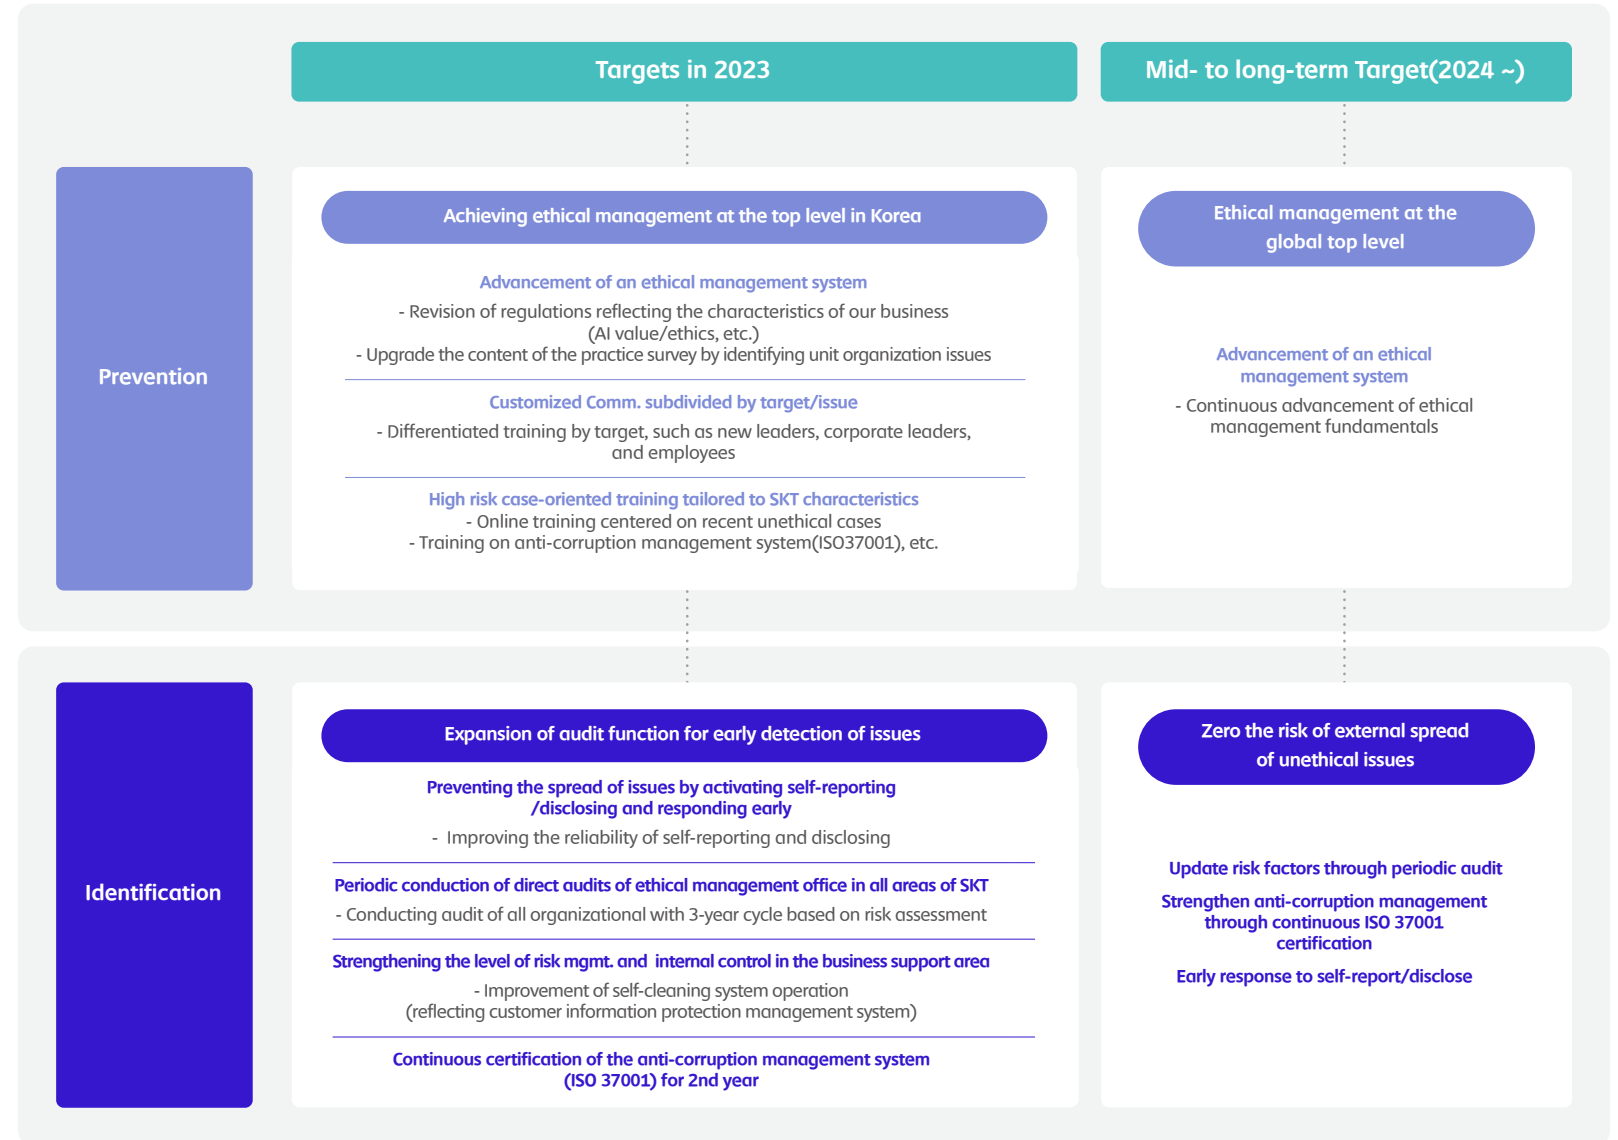 Targets in 2023
Mid- to long-term Target(2024 ~)
Prevention
Achieving ethical management at the top level in Korea
Advancement of an ethical management system
- Revision of regulations reflecting the characteristics of our business
(AI value/ethics, etc.)
- Upgrade the content of the practice survey by identifying unit organization issues
Customized Comm. subdivided by target/issue
- Differentiated training by target, such as new leaders, corporate leaders,
and employees
High risk case-oriented training tailored to SKT characteristics
- Online training centered on recent unethical cases
- Training on anti-corruption management system(ISO37001), etc.
Ethical management at the
global top level
Advancement of an ethical
management system
- Continuous advancement of ethical
management fundamentals
Identification
Expansion of audit function for early detection of issues
Preventing the spread of issues by activating self-reporting
/disclosing and responding early
- Improving the reliability of self-reporting and disclosing
Periodic conduction of direct audits of ethical management office in all areas of SKT
- Conducting audit of all organizational with 3-year cycle based on risk assessment
Strengthening the level of risk mgmt. and internal control in the business support area
- Improvement of self-cleaning system operation
(reflecting customer information protection management system)
Continuous certification of the anti-corruption management system
(ISO 37001) for 2nd year
Zero the risk of external spread
of unethical issues
Update risk factors through periodic audit
Strengthen anti-corruption management
through continuous ISO 37001
certification
Early response to self-report/disclose